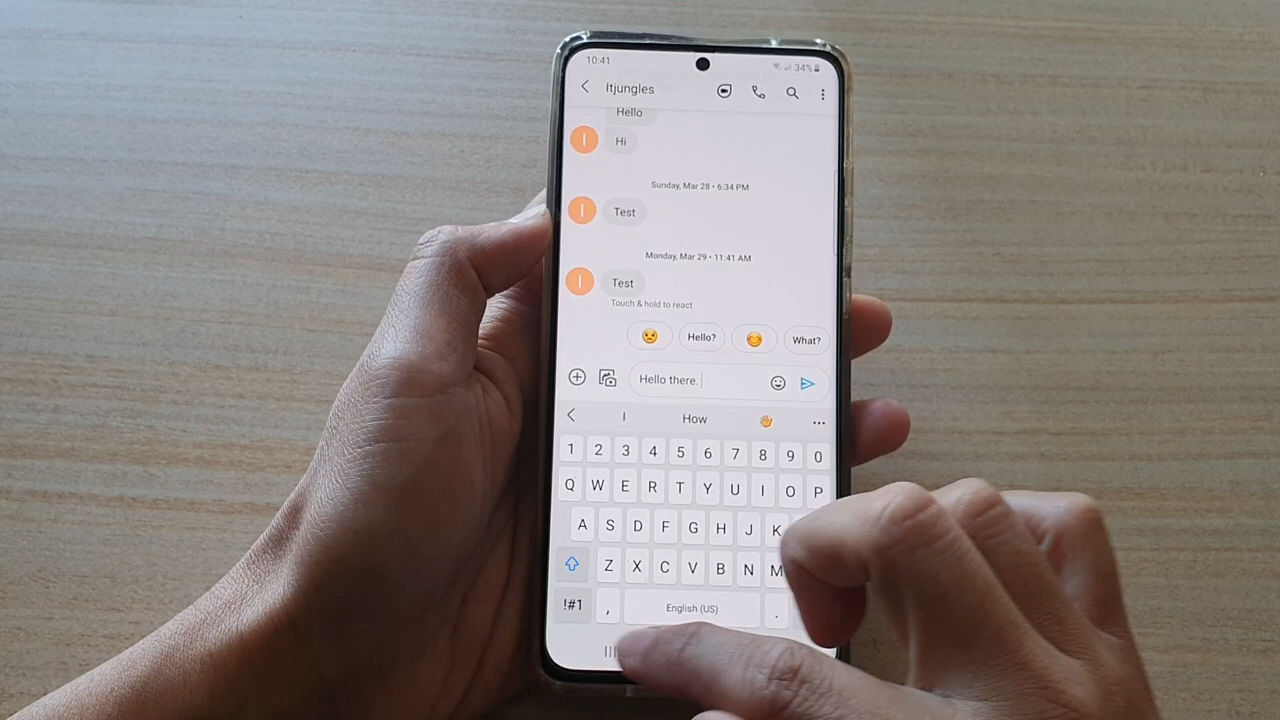 10:41
34%
Itjungles
Hello
Hi
Sunday, Mar 28 • 6:34 PM
Test
Monday, Mar 29 • 11:41 AM
Test
Touch & hold to react
Hello?
What?
Hello there.
I
How
1 2 3 4 5 6 7 8 9 0
Q W E R T Y U I O P
A S D F G H J K
Z X C V B N M
!#1 , English (US) .